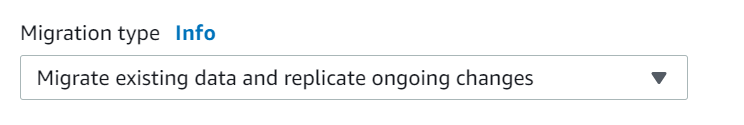 Migration type Info
Migrate existing data and replicate ongoing changes